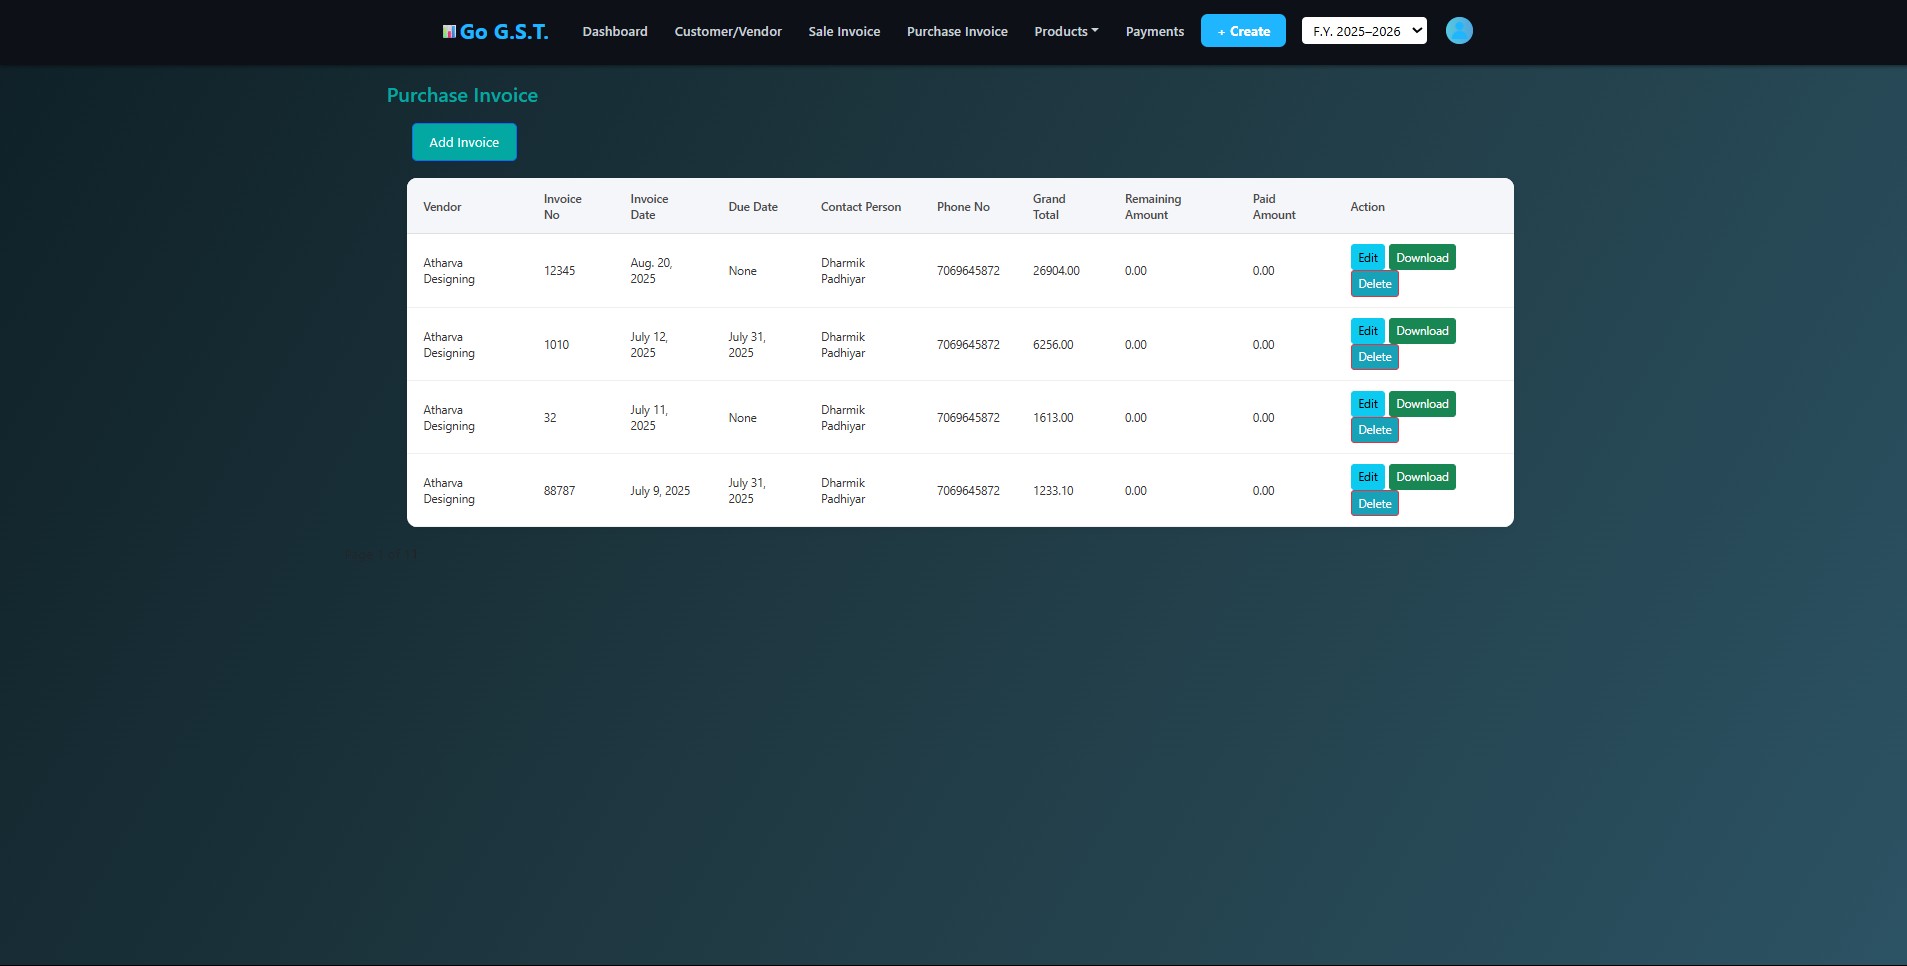 Go G.S.T. Dashboard Customer/Vendor Sale Invoice Purchase Invoice Products Payments + Create F.Y. 2025–2026
Purchase Invoice
Add Invoice
Vendor Invoice No Invoice Date Due Date Contact Person Phone No Grand Total Remaining Amount Paid Amount Action
Atharva Designing 12345 Aug. 20, 2025 None Dharmik Padhiyar 7069645872 26904.00 0.00 0.00 Edit Download Delete
Atharva Designing 1010 July 12, 2025 July 31, 2025 Dharmik Padhiyar 7069645872 6256.00 0.00 0.00 Edit Download Delete
Atharva Designing 32 July 11, 2025 None Dharmik Padhiyar 7069645872 1613.00 0.00 0.00 Edit Download Delete
Atharva Designing 88787 July 9, 2025 July 31, 2025 Dharmik Padhiyar 7069645872 1233.10 0.00 0.00 Edit Download Delete